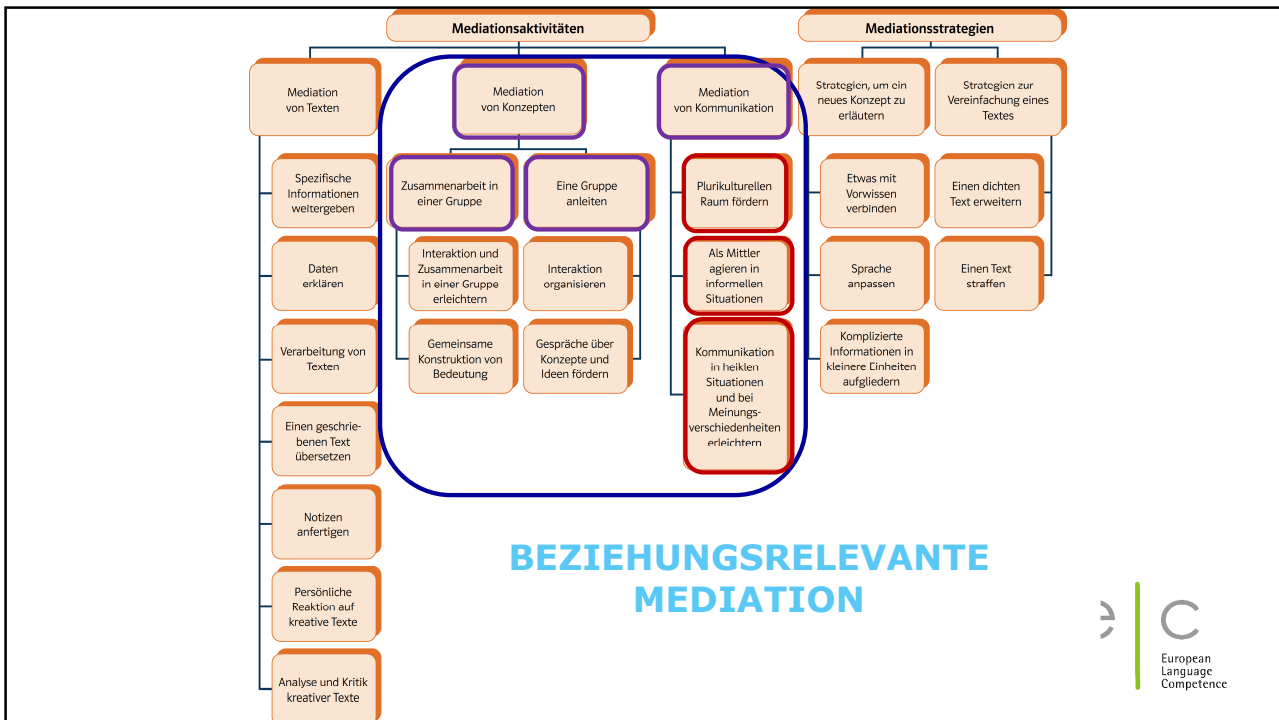 Mediationsaktivitäten
Mediation
von Texten
Spezifische
Informationen
weitergeben
Daten
erklären
Verarbeitung von
Texten
Einen geschrie-
benen Text
übersetzen
Notizen
anfertigen
Persönliche
Reaktion auf
kreative Texte
Analyse und Kritik
kreativer Texte
Mediation
von Konzepten
Zusammenarbeit in
einer Gruppe
Interaktion und
Zusammenarbeit
in einer Gruppe
erleichtern
Gemeinsame
Konstruktion von
Bedeutung
Eine Gruppe
anleiten
Interaktion
organisieren
Gespräche über
Konzepte und
Ideen fördern
Mediation
von Kommunikation
Plurikulturellen
Raum fördern
Als Mittler
agieren in
informellen
Situationen
Kommunikation
in heiklen
Situationen
und bei
Meinungs-
verschiedenheiten
erleichtern
Mediationsstrategien
Strategien, um ein
neues Konzept zu
erläutern
Etwas mit
Vorwissen
verbinden
Sprache
anpassen
Komplizierte
Informationen in
kleinere Einheiten
aufgliedern
Strategien zur
Vereinfachung eines
Textes
Einen dichten
Text erweitern
Einen Text
straffen
BEZIEHUNGSRELEVANTE
MEDIATION
e c
European
Language
Competence